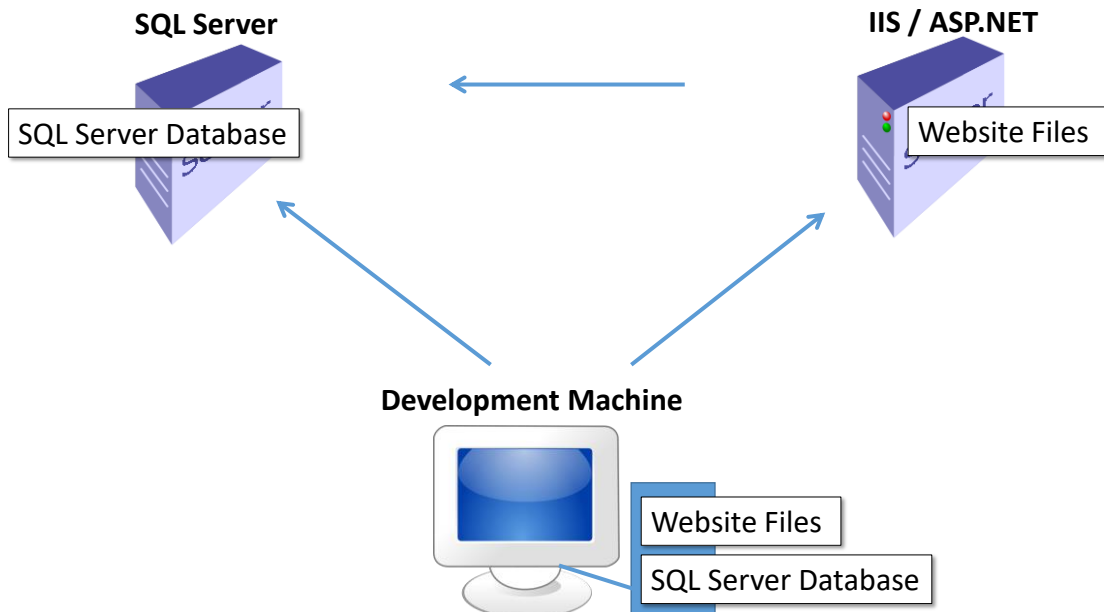 SQL Server
IIS / ASP.NET
SQL Server Database
Website Files
Development Machine
Website Files
SQL Server Database